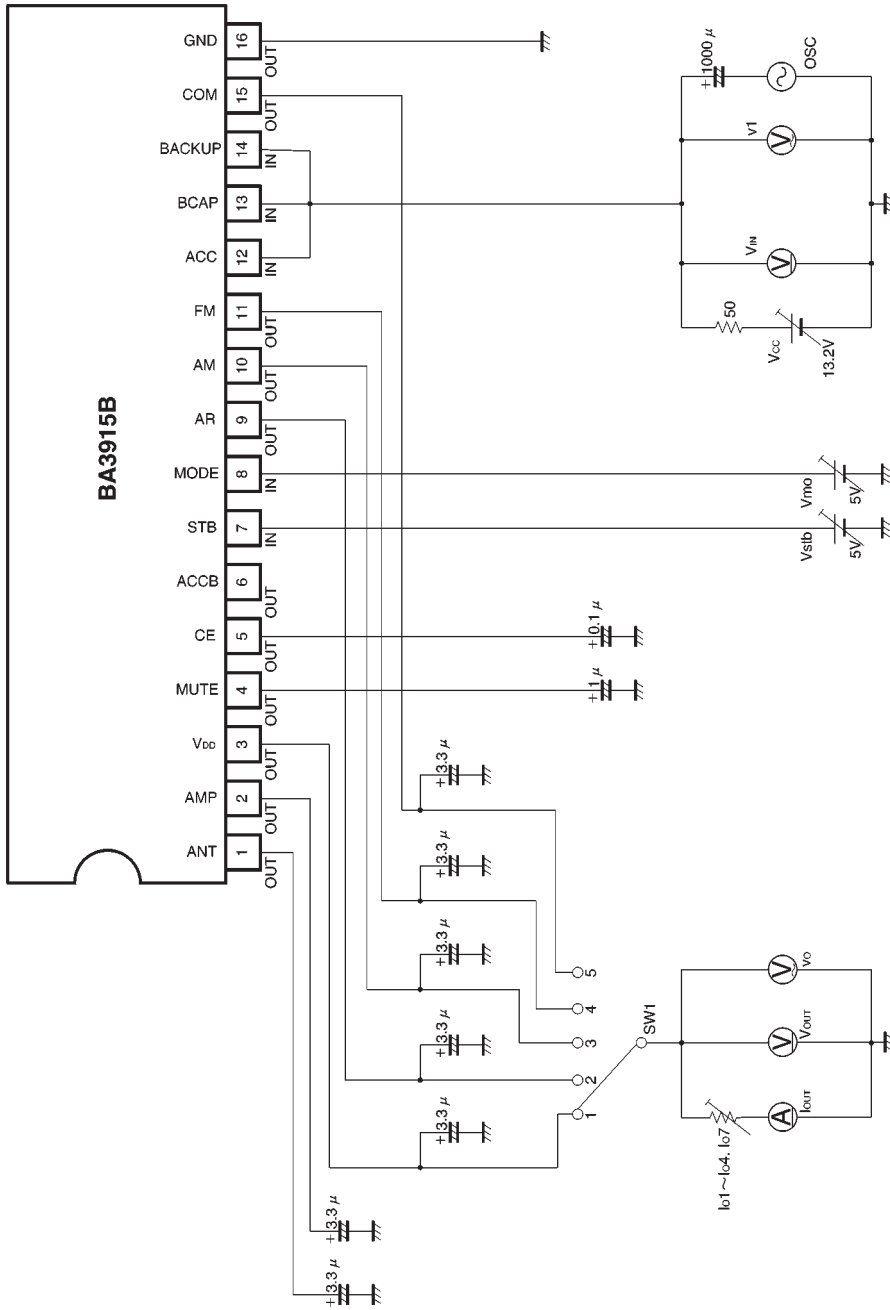 BA3915B
GND
16
OUT
COM
15
OUT
BACKUP
14
IN
BCAP
13
IN
ACC
12
IN
FM
11
OUT
AM
10
OUT
AR
9
OUT
MODE
8
IN
STB
7
IN
ACCB
6
OUT
CE
5
OUT
MUTE
4
OUT
VDD
3
OUT
AMP
2
OUT
ANT
1
OUT
+ 1000 μ
OSC
V
v1
V
VIN
50
VCC
13.2V
Vmo
5V
Vstb
5V
+ 0.1 μ
+ 1 μ
+ 3.3 μ
+ 3.3 μ
+ 3.3 μ
+ 3.3 μ
+ 3.3 μ
+ 3.3 μ
+ 3.3 μ
5
4
3
2
1
SW1
V
vo
V
VOUT
A
IOUT
Io1～Io4. Io7